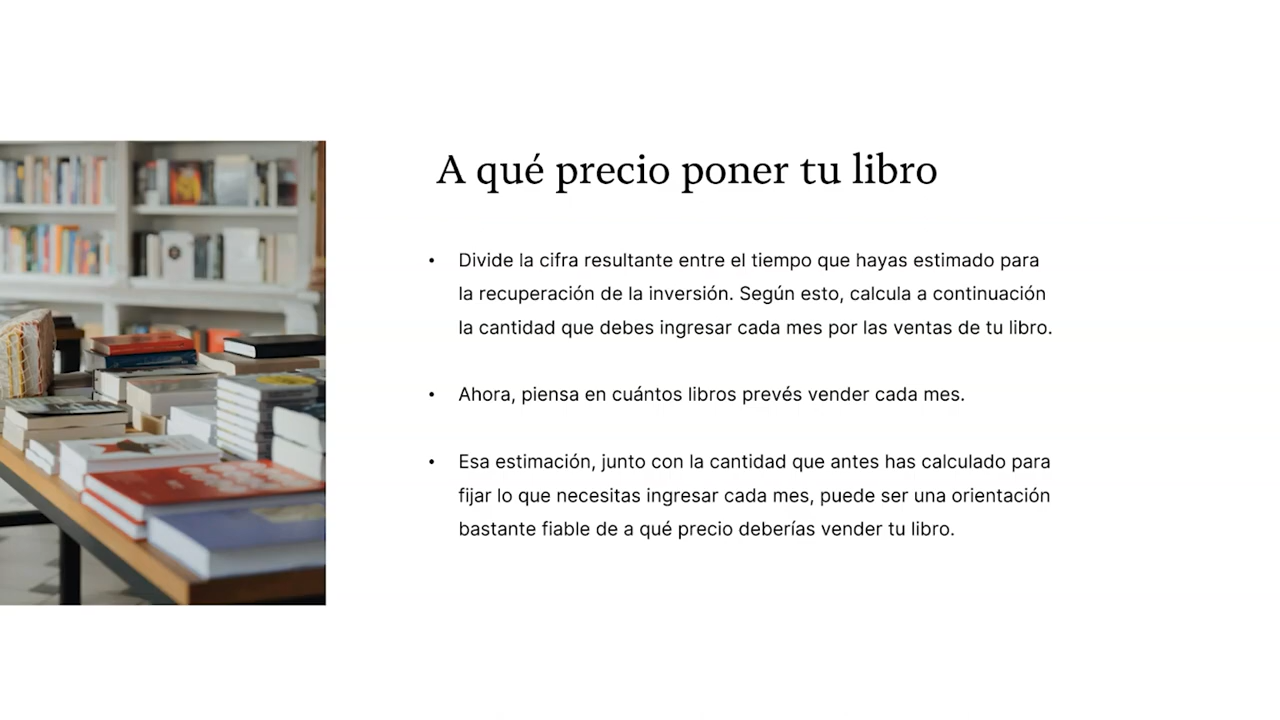 A qué precio poner tu libro
• Divide la cifra resultante entre el tiempo que hayas estimado para
la recuperación de la inversión. Según esto, calcula a continuación
la cantidad que debes ingresar cada mes por las ventas de tu libro.
• Ahora, piensa en cuántos libros prevés vender cada mes.
• Esa estimación, junto con la cantidad que antes has calculado para
fijar lo que necesitas ingresar cada mes, puede ser una orientación
bastante fiable de a qué precio deberías vender tu libro.